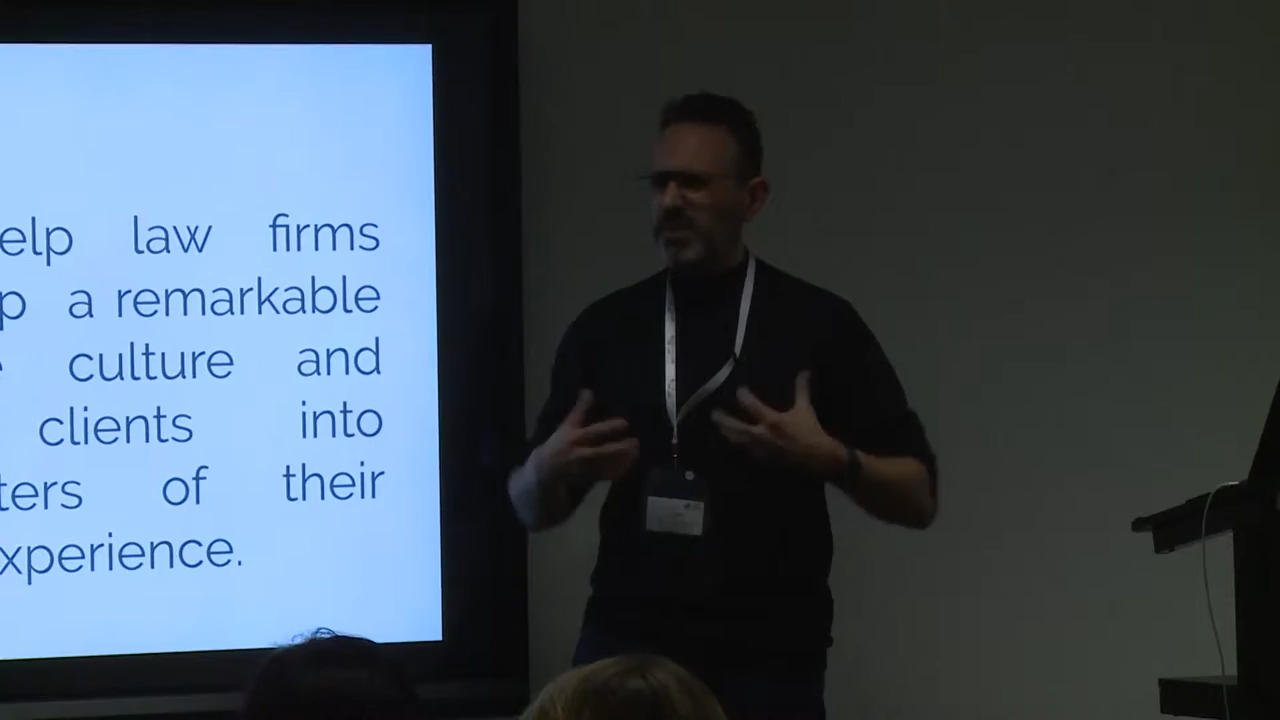 elp law firms
p a remarkable
culture and
clients into
ters of their
xperience.